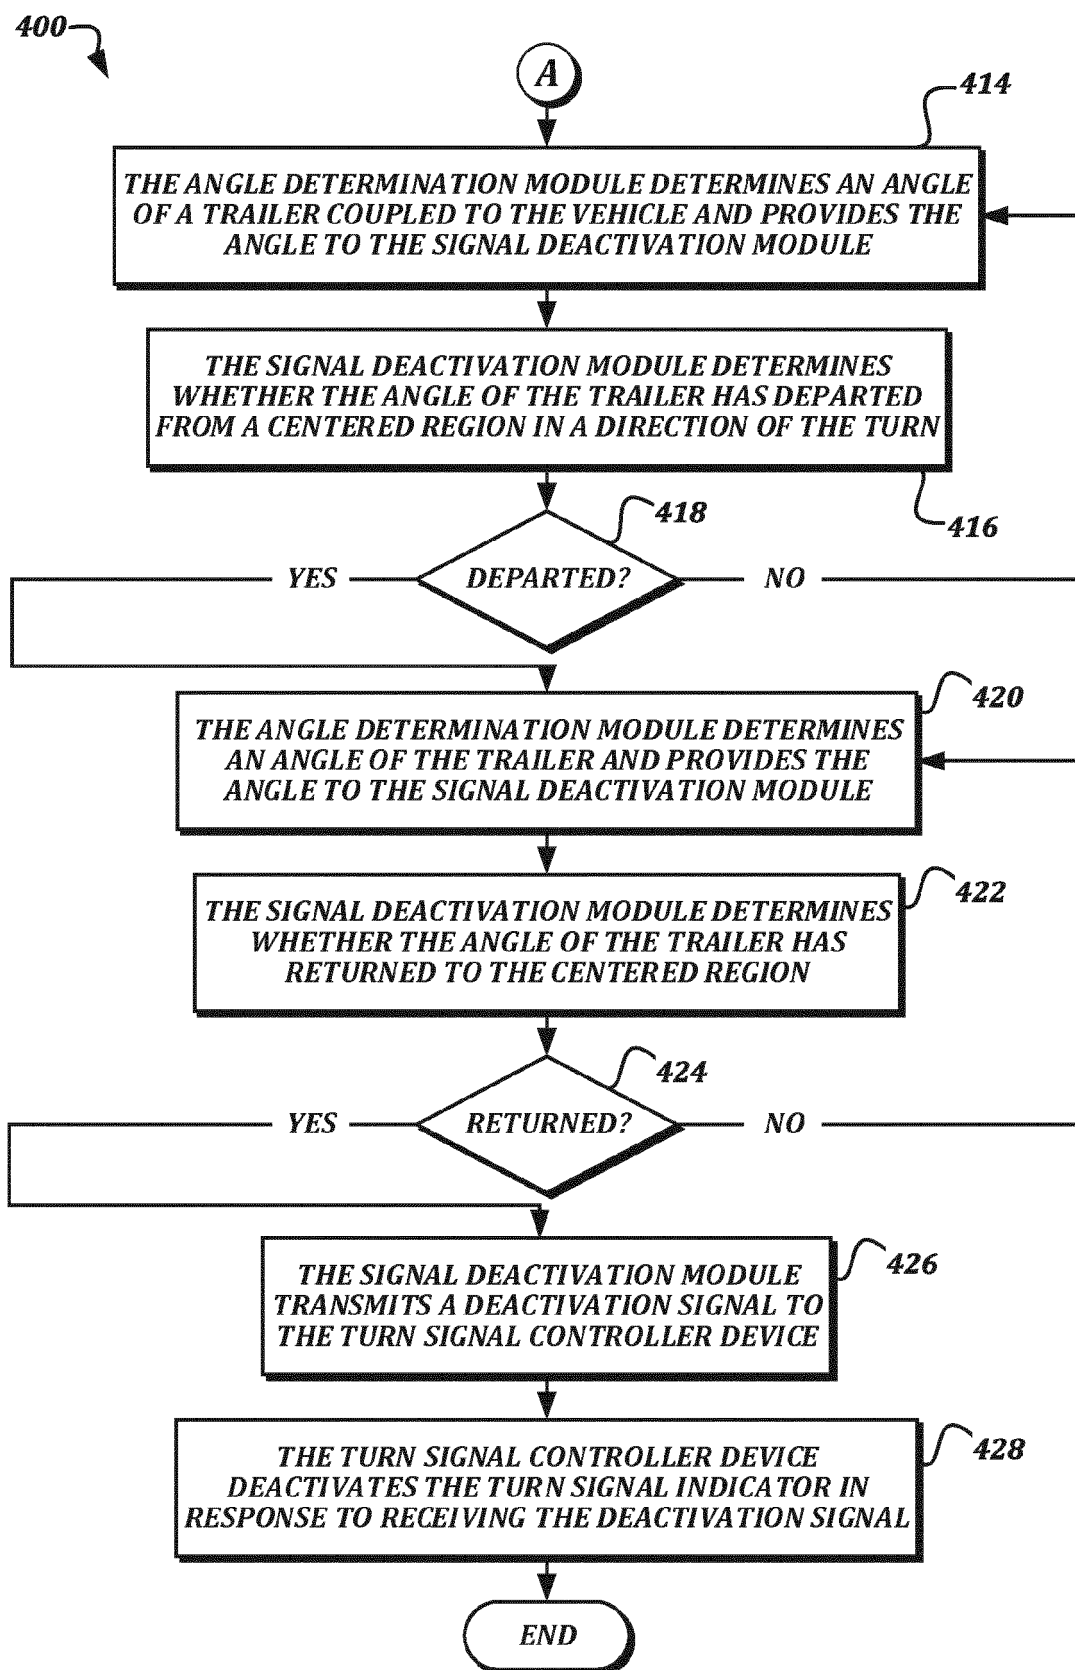 400
A
414
THE ANGLE DETERMINATION MODULE DETERMINES AN ANGLE
OF A TRAILER COUPLED TO THE VEHICLE AND PROVIDES THE
ANGLE TO THE SIGNAL DEACTIVATION MODULE
THE SIGNAL DEACTIVATION MODULE DETERMINES
WHETHER THE ANGLE OF THE TRAILER HAS DEPARTED
FROM A CENTERED REGION IN A DIRECTION OF THE TURN
416
418
YES
DEPARTED?
NO
420
THE ANGLE DETERMINATION MODULE DETERMINES
AN ANGLE OF THE TRAILER AND PROVIDES THE
ANGLE TO THE SIGNAL DEACTIVATION MODULE
422
THE SIGNAL DEACTIVATION MODULE DETERMINES
WHETHER THE ANGLE OF THE TRAILER HAS
RETURNED TO THE CENTERED REGION
424
YES
RETURNED?
NO
426
THE SIGNAL DEACTIVATION MODULE
TRANSMITS A DEACTIVATION SIGNAL TO
THE TURN SIGNAL CONTROLLER DEVICE
428
THE TURN SIGNAL CONTROLLER DEVICE
DEACTIVATES THE TURN SIGNAL INDICATOR IN
RESPONSE TO RECEIVING THE DEACTIVATION SIGNAL
END